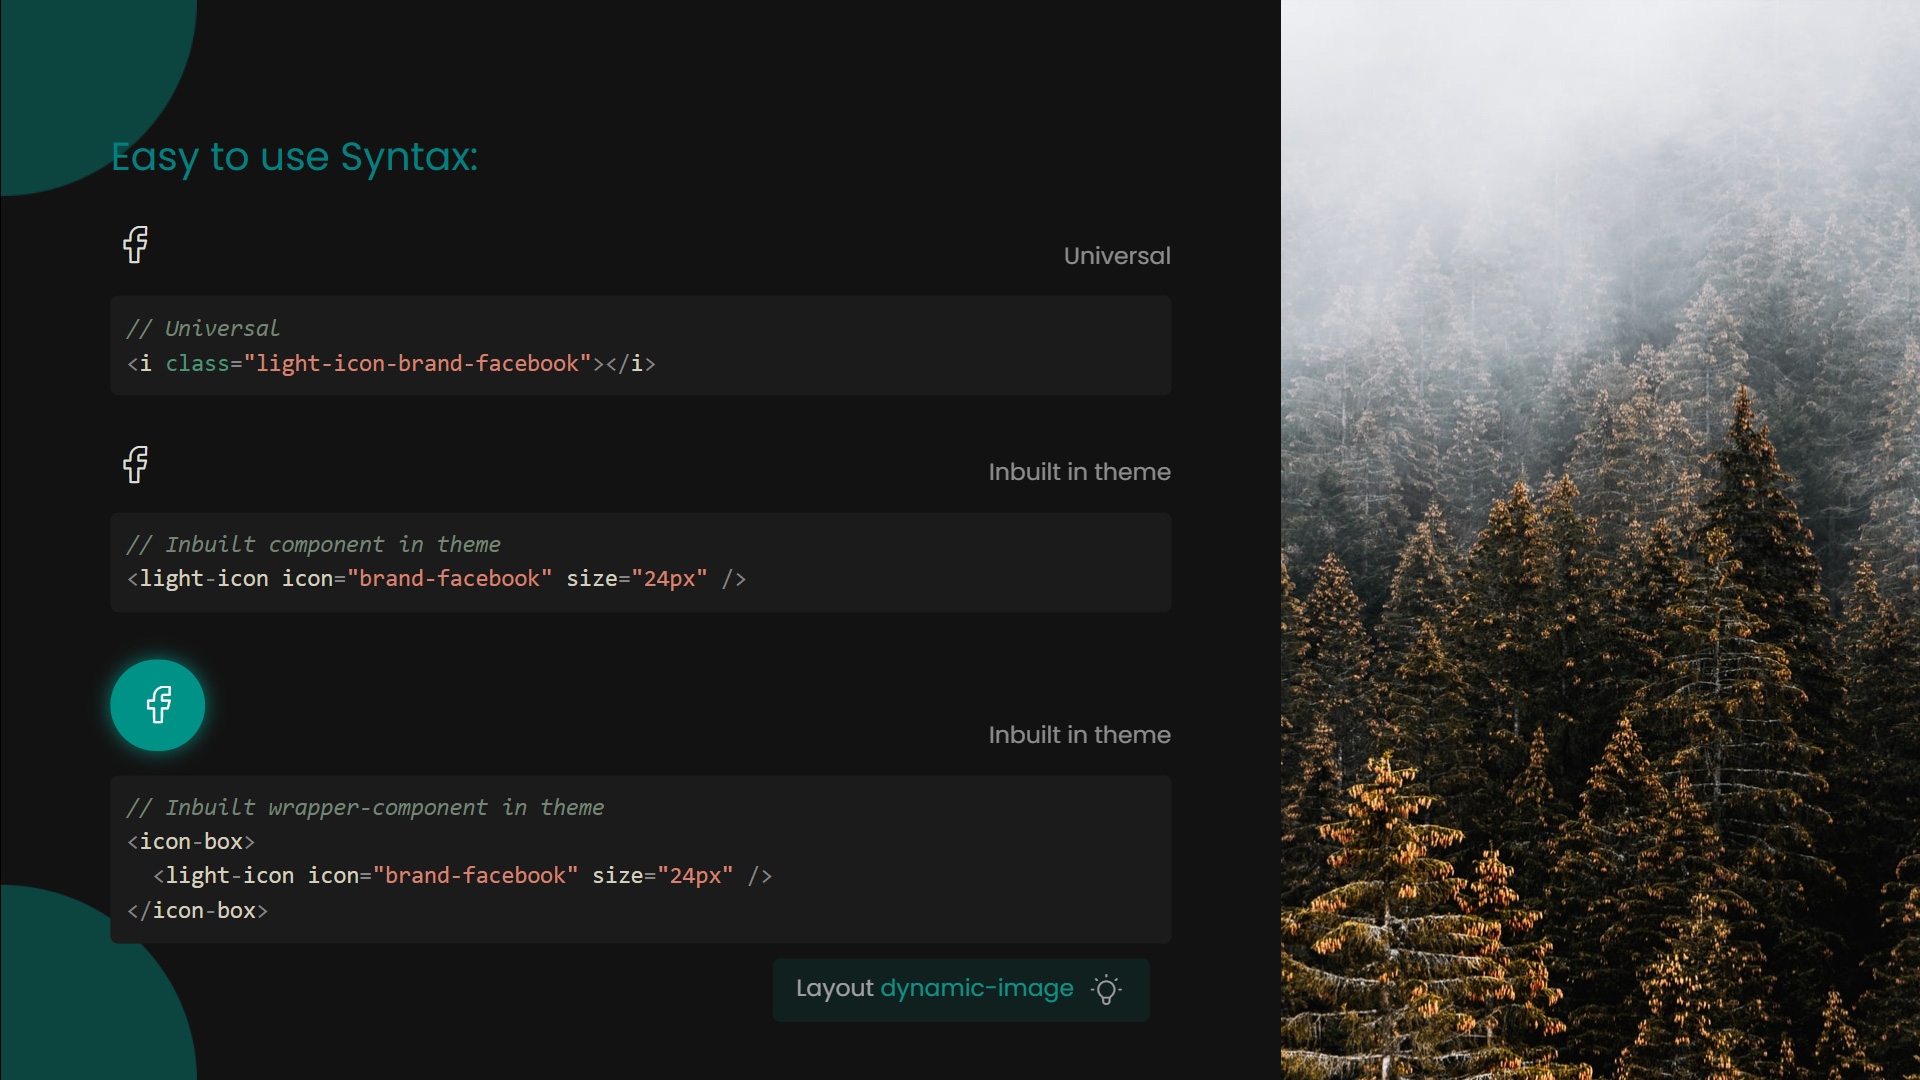 Easy to use Syntax:
Universal
// Universal
<i class="light-icon-brand-facebook"></i>
Inbuilt in theme
// Inbuilt component in theme
<light-icon icon="brand-facebook" size="24px" />
Inbuilt in theme
// Inbuilt wrapper-component in theme
<icon-box>
  <light-icon icon="brand-facebook" size="24px" />
</icon-box>
Layout dynamic-image